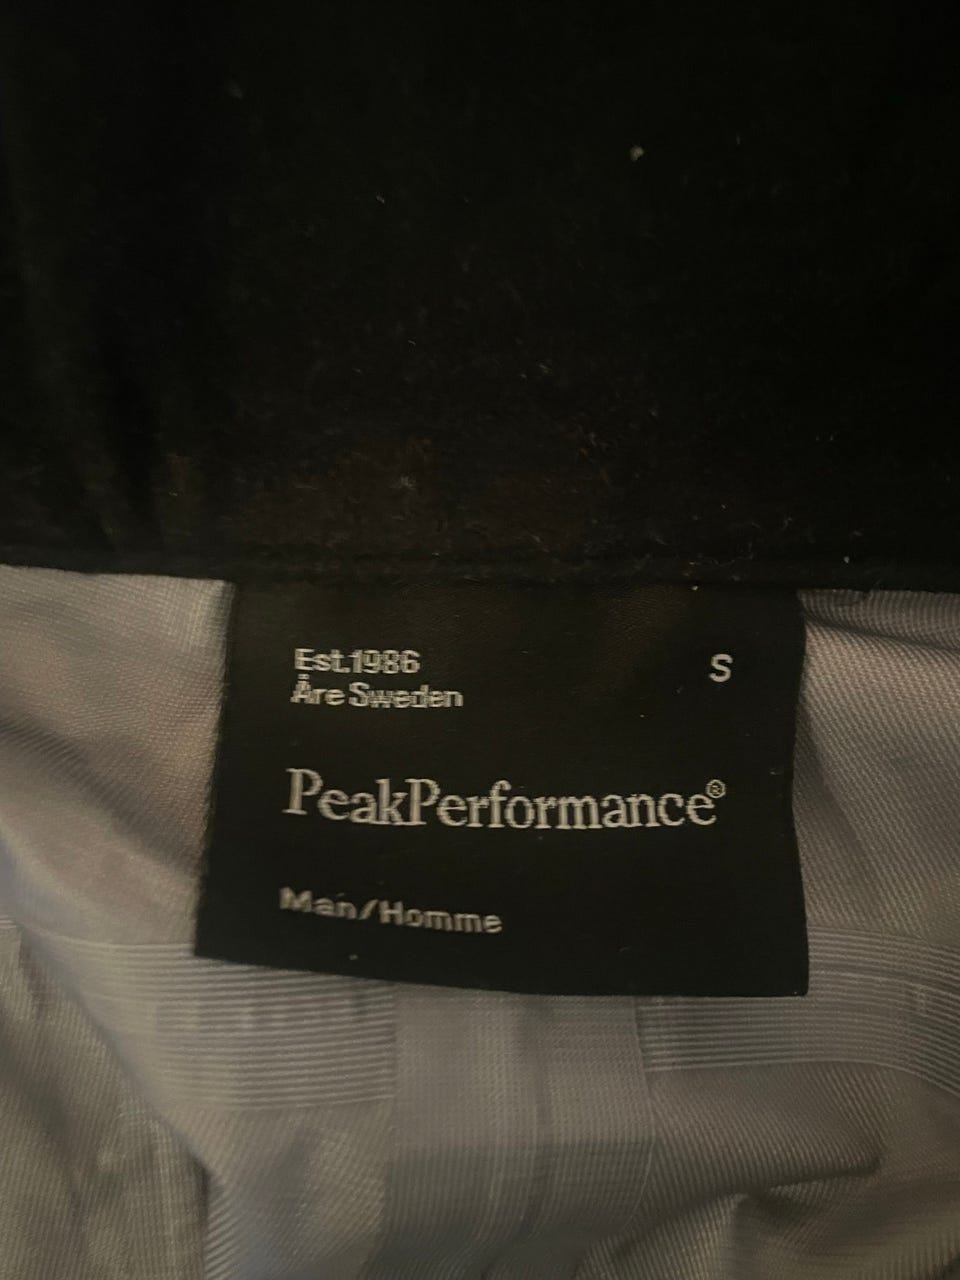 Est.1986
S
Åre Sweden
PeakPerformance®
Man/Homme